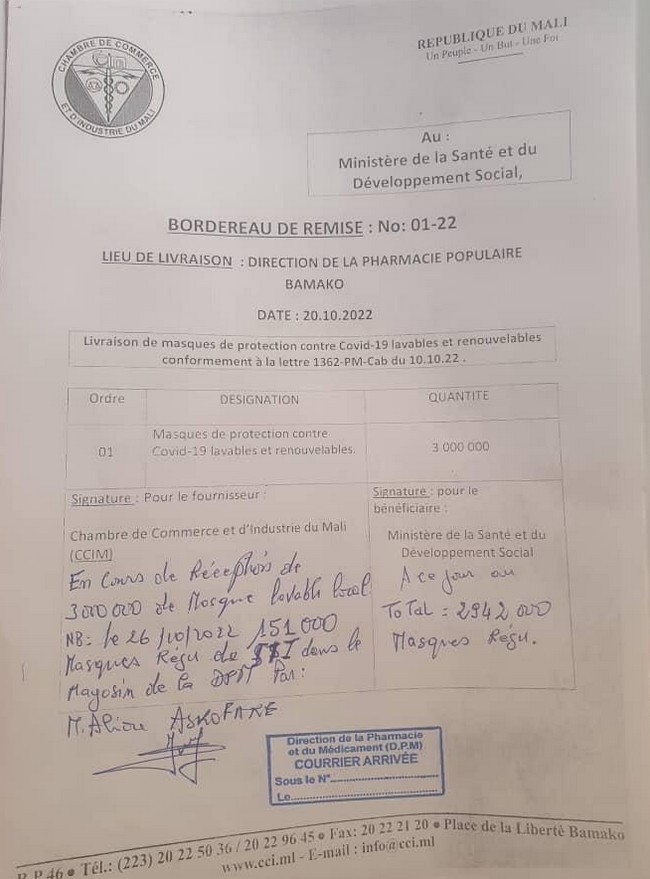 CHAMBRE DE COMMERCE
ET D'INDUSTRIE DU MALI
REPUBLIQUE DU MALI
Un Peuple - Un But - Une Foi
Au :
Ministère de la Santé et du
Développement Social,
BORDEREAU DE REMISE : No: 01-22
LIEU DE LIVRAISON : DIRECTION DE LA PHARMACIE POPULAIRE
BAMAKO
DATE : 20.10.2022
Livraison de masques de protection contre Covid-19 lavables et renouvelables
conformement à la lettre 1362-PM-Cab du 10.10.22 .
Ordre DESIGNATION QUANTITE
01 Masques de protection contre
Covid-19 lavables et renouvelables. 3 000 000
Signature : Pour le fournisseur :
Chambre de Commerce et d'Industrie du Mali
(CCIM)
En Cours de Réception de
3000 000 de Masque lavable local
NB: le 26/10/2022 151 000
Masques Réçu de dans le
Magasin de la Par:
M. Aliou ASKOFARE
Signature : pour le
bénéficiaire :
Ministère de la Santé et du
Développement Social
A ce jour au
ToTal = 2942 000
Masques Réçu.
Direction de la Pharmacie
et du Médicament (D.P.M)
COURRIER ARRIVÉE
Sous le N°
Le
B.P.46 • Tél.: (223) 20 22 50 36 / 20 22 96 45 • Fax: 20 22 21 20 • Place de la Liberté Bamako
www.cci.ml - E-mail : info@cci.ml